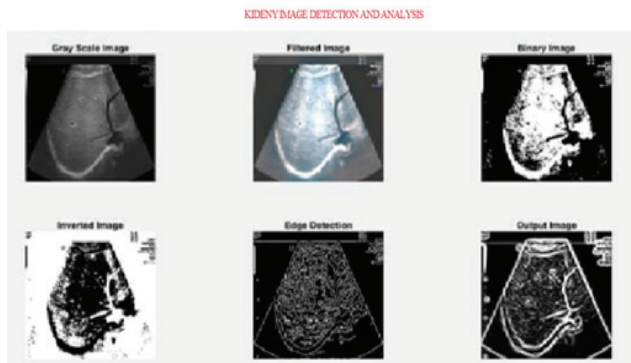 KIDENY IMAGE DETECTION AND ANALYSIS
Gray Scale Image
Filtered Image
Binary Image
Inverted Image
Edge Detection
Output Image